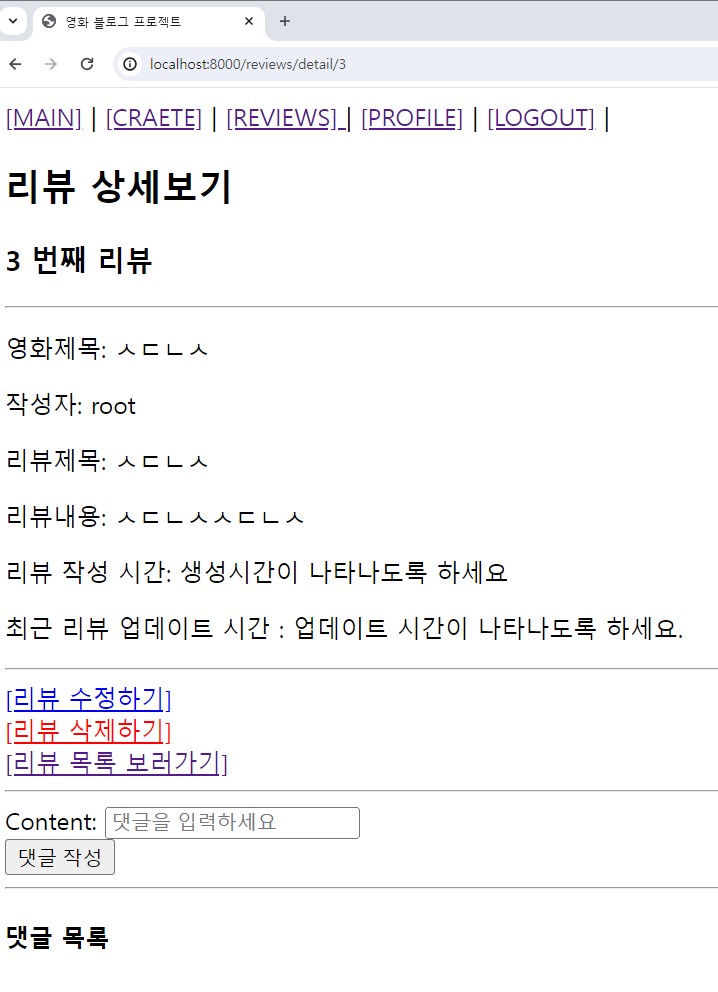 영화 블로그 프로젝트
localhost:8000/reviews/detail/3
[MAIN] | [CRAETE] | [REVIEWS] | [PROFILE] | [LOGOUT] |
리뷰 상세보기
3 번째 리뷰
영화제목: ㅅㄷㄴㅅ
작성자: root
리뷰제목: ㅅㄷㄴㅅ
리뷰내용: ㅅㄷㄴㅅㅅㄷㄴㅅ
리뷰 작성 시간: 생성시간이 나타나도록 하세요
최근 리뷰 업데이트 시간 : 업데이트 시간이 나타나도록 하세요.
[리뷰 수정하기]
[리뷰 삭제하기]
[리뷰 목록 보러가기]
Content: 댓글을 입력하세요
댓글 작성
댓글 목록